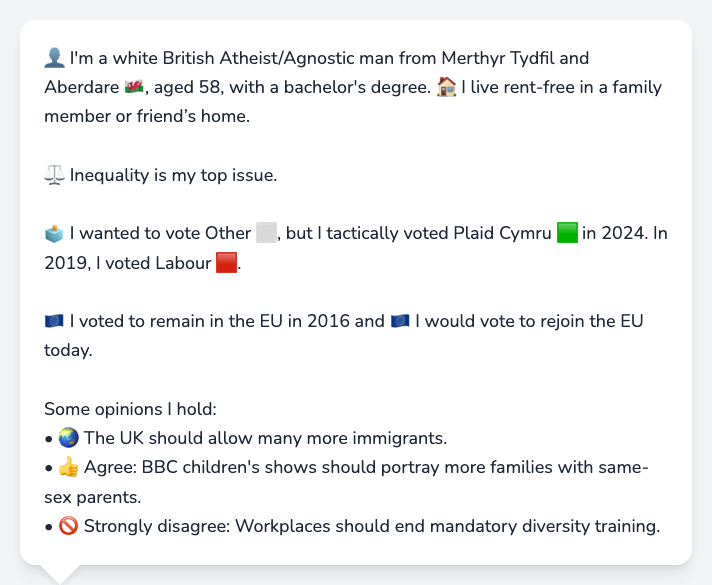 👤 I'm a white British Atheist/Agnostic man from Merthyr Tydfil and
Aberdare 🏴󠁧󠁢󠁷󠁬󠁳󠁿, aged 58, with a bachelor's degree. 🏠 I live rent-free in a family
member or friend’s home.
⚖️ Inequality is my top issue.
🗳️ I wanted to vote Other ⬜, but I tactically voted Plaid Cymru 🟩 in 2024. In
2019, I voted Labour 🟥.
🇪🇺 I voted to remain in the EU in 2016 and 🇪🇺 I would vote to rejoin the EU
today.
Some opinions I hold:
• 🌏 The UK should allow many more immigrants.
• 👍 Agree: BBC children's shows should portray more families with same-
sex parents.
• 🚫 Strongly disagree: Workplaces should end mandatory diversity training.